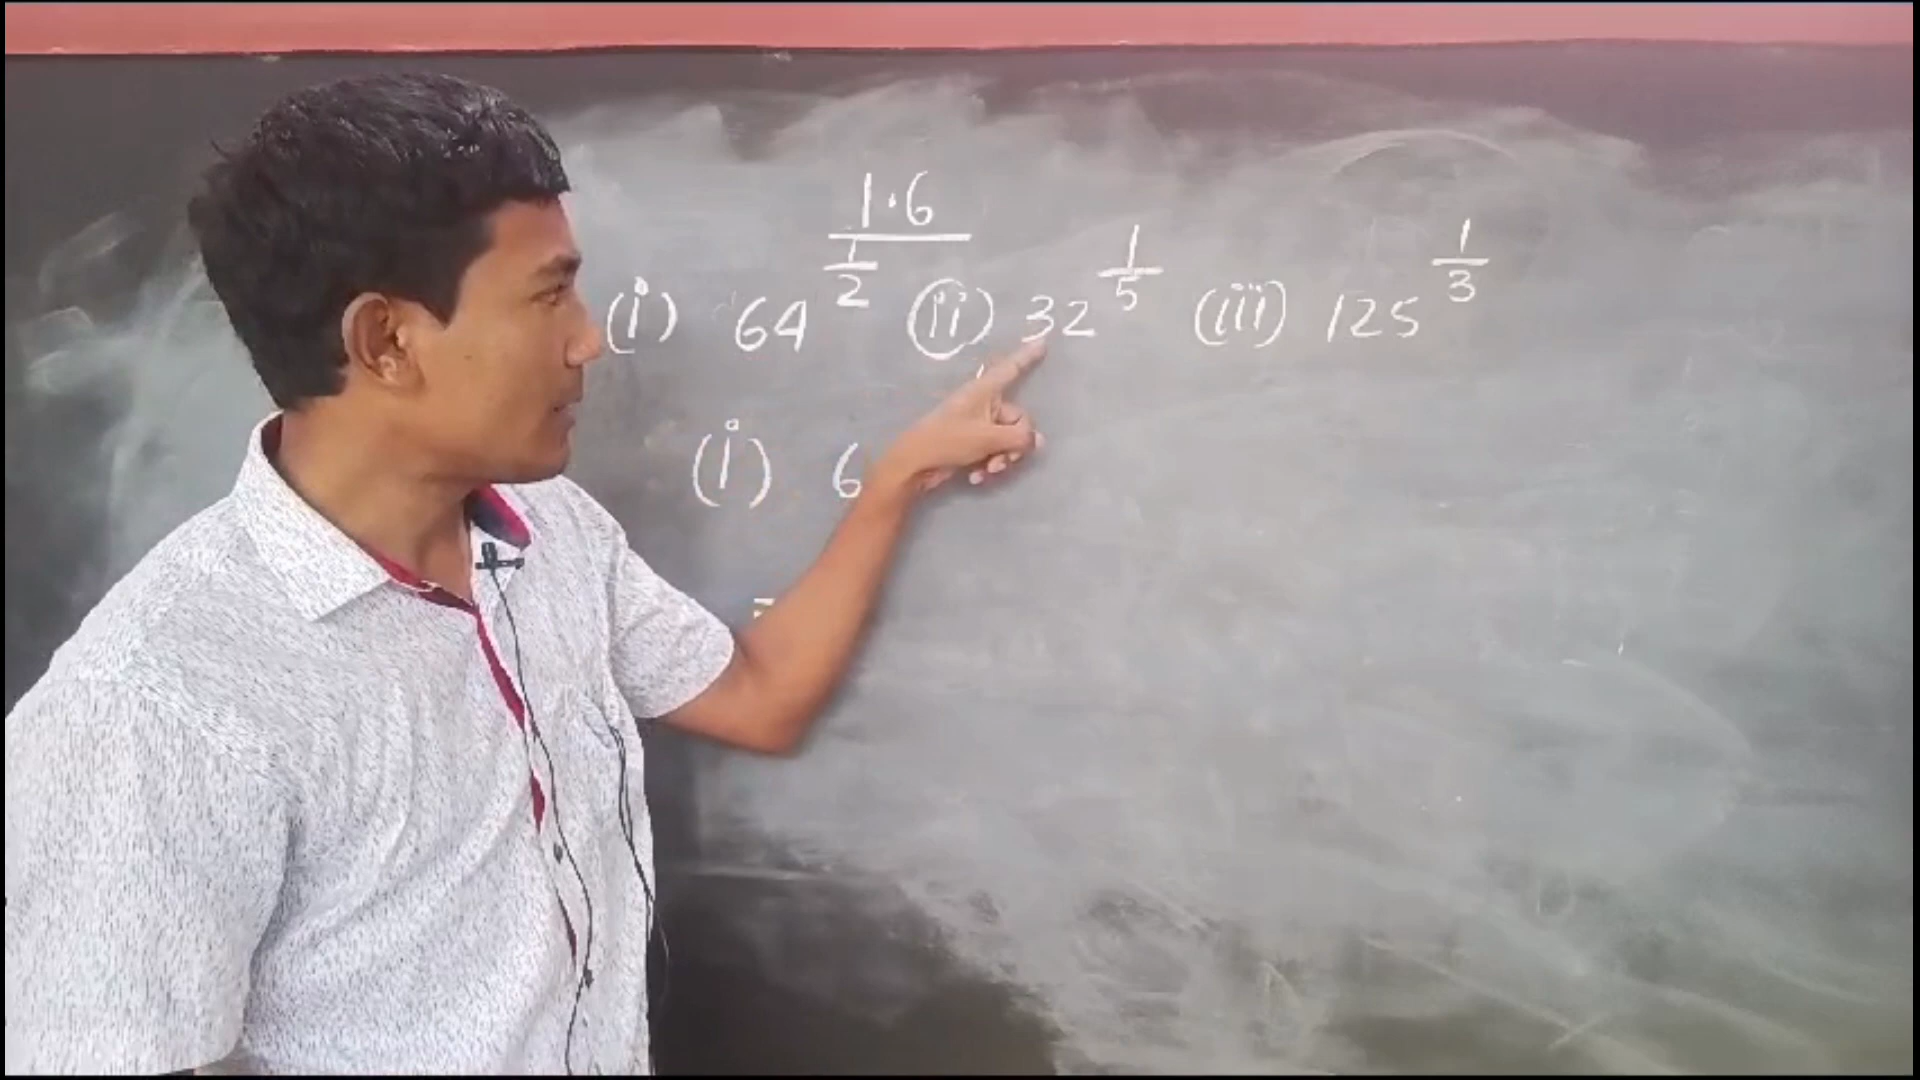 1.6
(i) 64^1/2 (ii) 32^1/5 (iii) 125^1/3
(i) 6
=